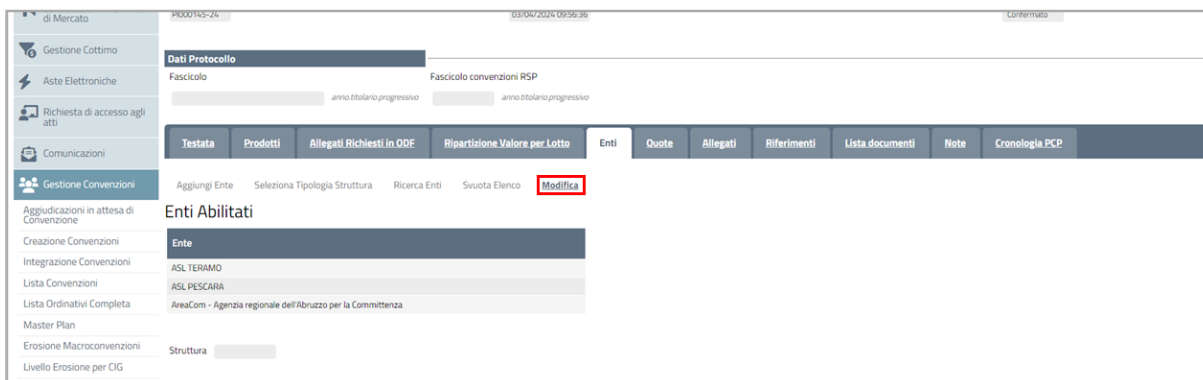 di Mercato
PI000145-24
03/04/2024 09:56:36
Confermato
Gestione Cottimo
Dati Protocollo
Aste Elettroniche
Fascicolo
Fascicolo convenzioni RSP
anno.titolario.progressivo
anno.titolario.progressivo
Richiesta di accesso agli
atti
Testata
Prodotti
Allegati Richiesti in ODF
Ripartizione Valore per Lotto
Enti
Quote
Allegati
Riferimenti
Lista documenti
Note
Cronologia PCP
Comunicazioni
Gestione Convenzioni
Aggiungi Ente
Seleziona Tipologia Struttura
Ricerca Enti
Svuota Elenco
Modifica
Aggiudicazioni in attesa di
Convenzione
Enti Abilitati
Creazione Convenzioni
Ente
Integrazione Convenzioni
ASL TERAMO
Lista Convenzioni
ASL PESCARA
Lista Ordinativi Completa
AreaCom - Agenzia regionale dell'Abruzzo per la Committenza
Master Plan
Erosione Macroconvenzioni
Struttura
Livello Erosione per CIG